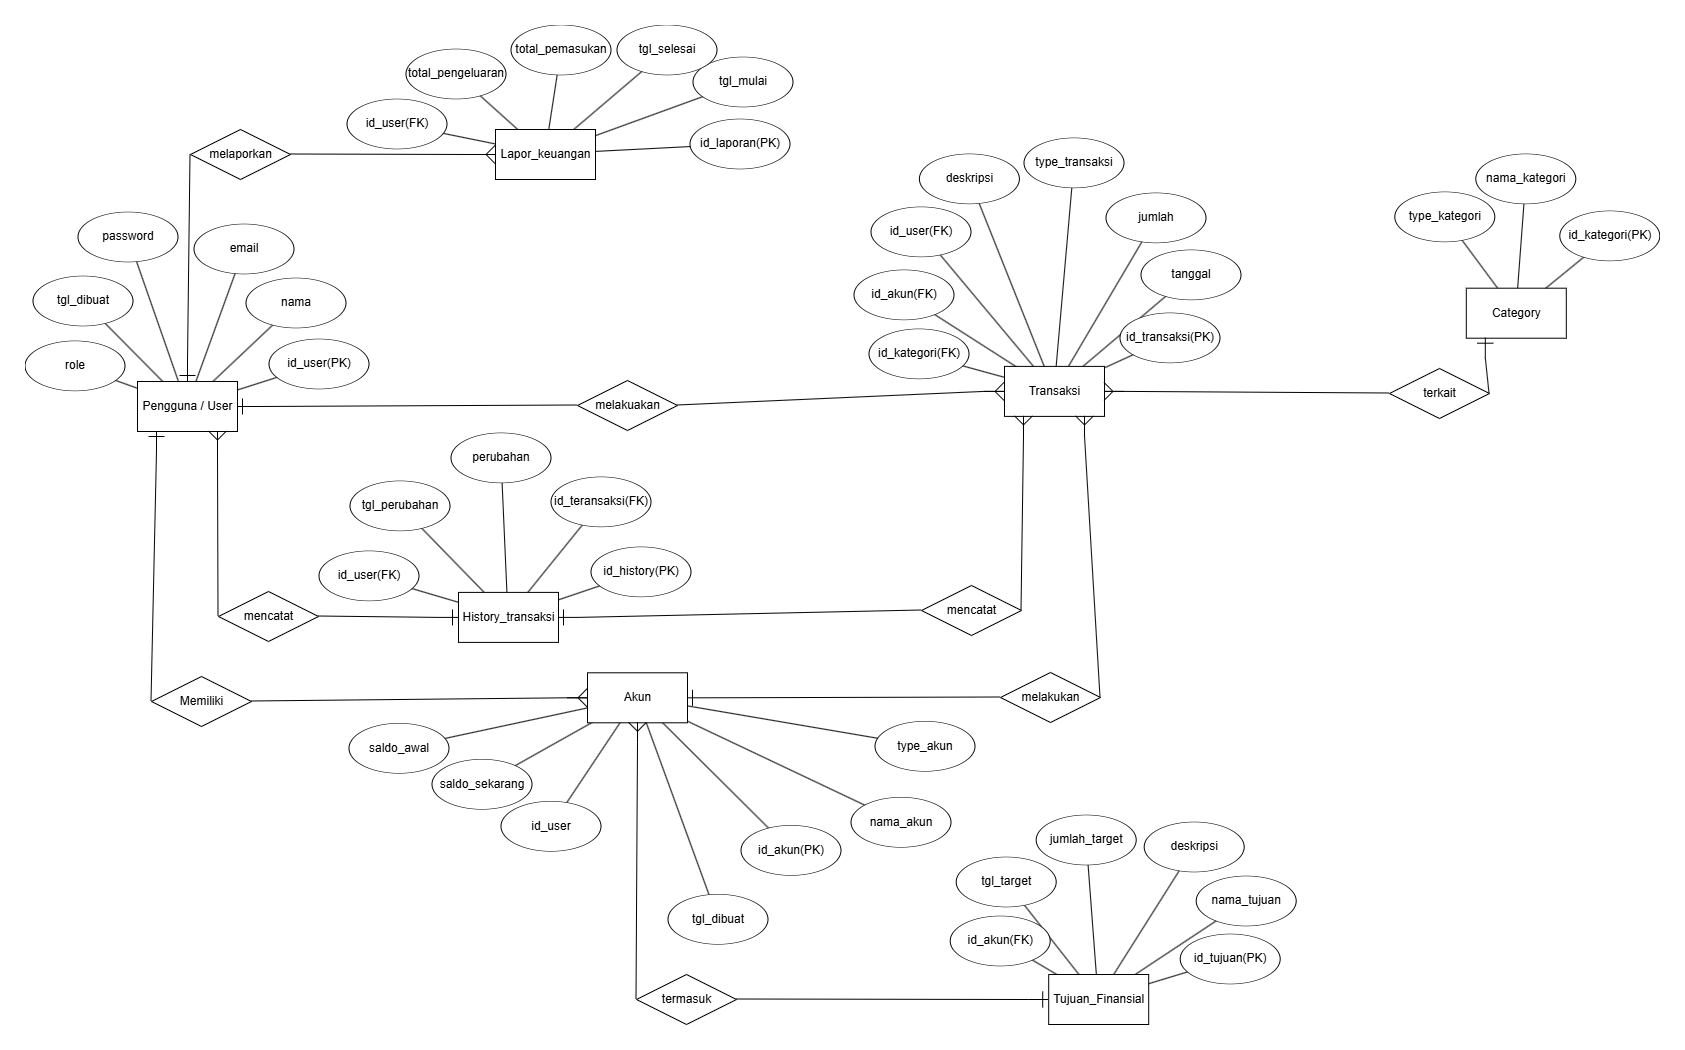 total_pemasukan
tgl_selesai
total_pengeluaran
tgl_mulai
id_user(FK)
id_laporan(PK)
melaporkan
Lapor_keuangan
type_transaksi
deskripsi
nama_kategori
type_kategori
jumlah
id_user(FK)
id_kategori(PK)
password
email
tanggal
id_akun(FK)
tgl_dibuat
nama
Category
id_transaksi(PK)
id_kategori(FK)
role
id_user(PK)
Pengguna / User
melakuakan
Transaksi
terkait
perubahan
tgl_perubahan
id_teransaksi(FK)
id_user(FK)
id_history(PK)
mencatat
History_transaksi
mencatat
Memiliki
Akun
melakukan
saldo_awal
type_akun
saldo_sekarang
id_user
nama_akun
id_akun(PK)
jumlah_target
deskripsi
tgl_target
nama_tujuan
tgl_dibuat
id_akun(FK)
id_tujuan(PK)
termasuk
Tujuan_Finansial